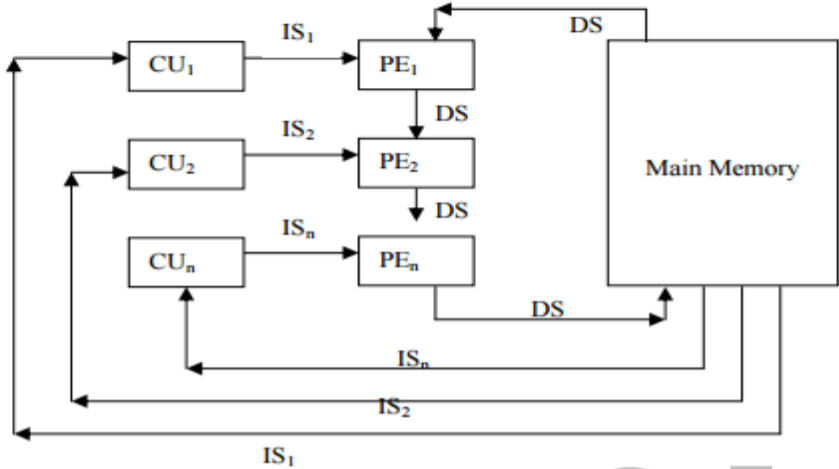 DS
IS₁
CU₁
PE₁
DS
IS₂
CU₂
PE₂
Main Memory
DS
ISₙ
CUₙ
PEₙ
DS
ISₙ
IS₂
IS₁